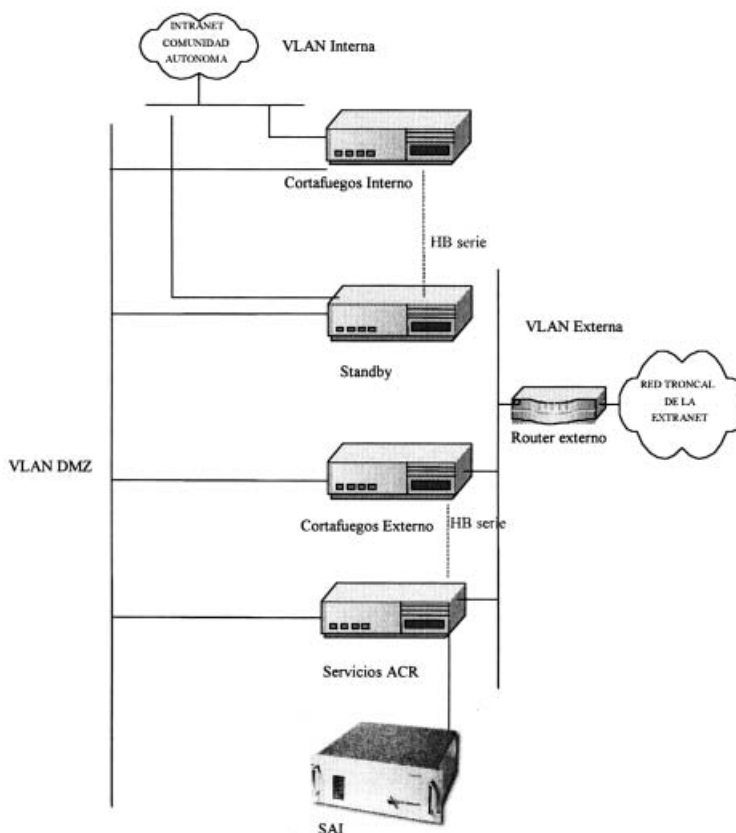 INTRANET
COMUNIDAD
AUTONOMA
VLAN Interna
Cortafuegos Interno
HB serie
Standby
VLAN Externa
RED TRONCAL
DE LA
EXTRANET
Router externo
VLAN DMZ
Cortafuegos Externo
HB serie
Servicios ACR
SAI